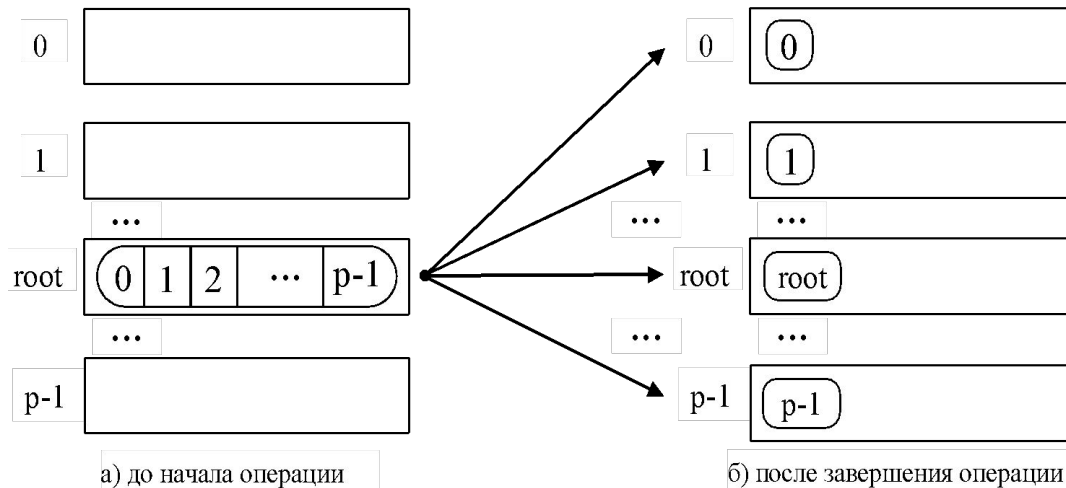 0 0 0
1 1 1
... ... ...
root 0 1 2 ... p-1 root root
... ... ...
p-1 p-1 p-1
а) до начала операции б) после завершения операции